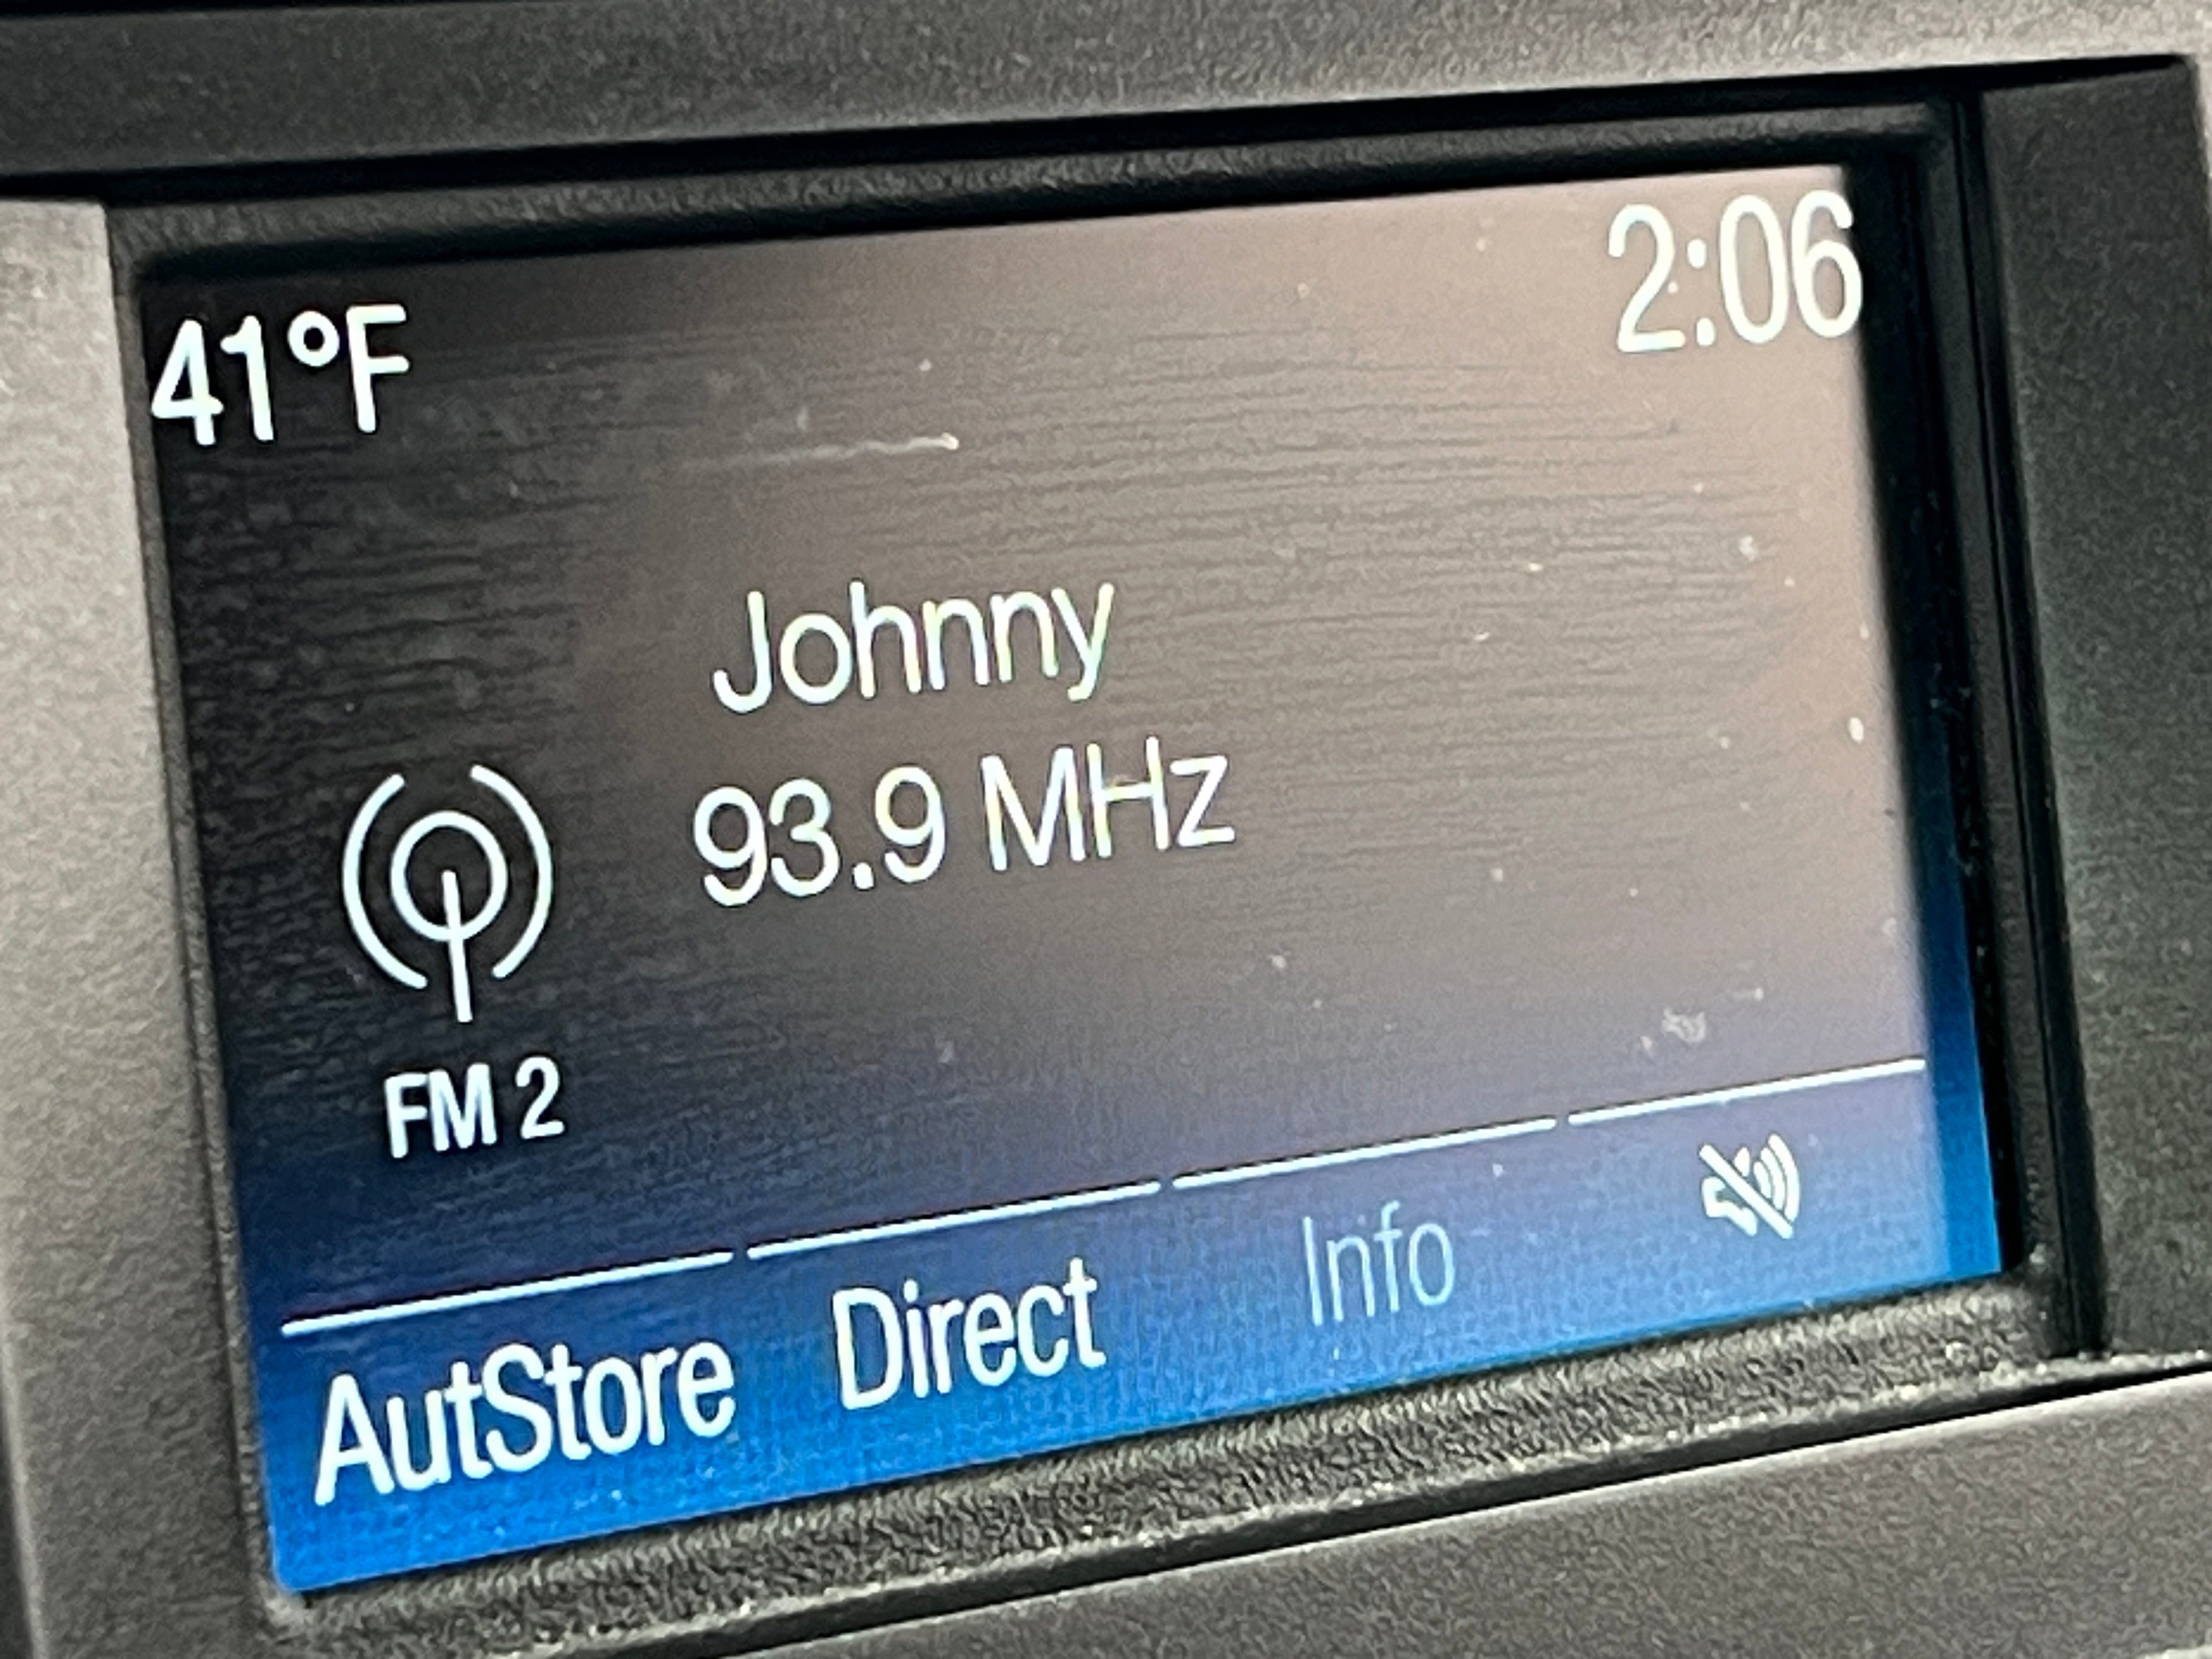 41°F
2:06
Johnny
93.9 MHz
FM 2
AutStore
Direct
Info